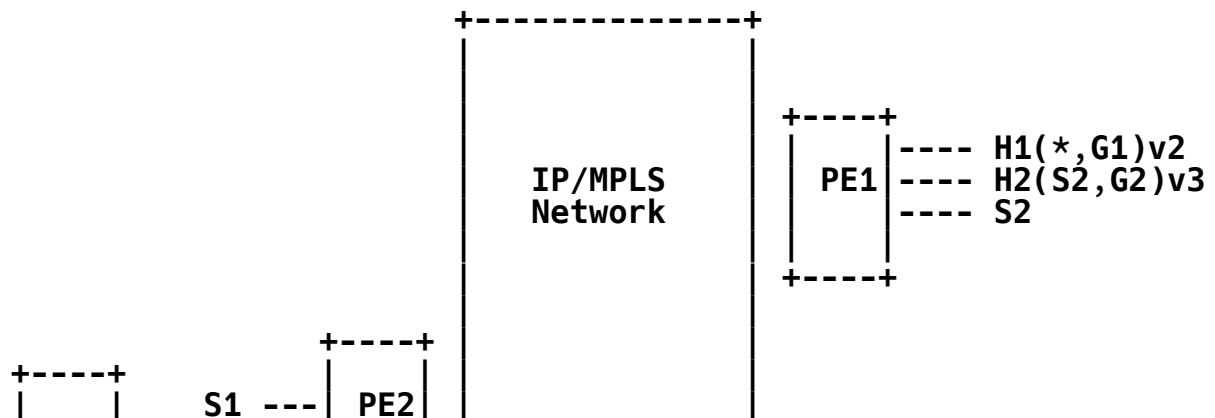 +---------------+
+----+
|---- H1(*,G1)v2
IP/MPLS | PE1|---- H2(S2,G2)v3
Network |---- S2
+----+
+----+
+----+
S1 ---| PE2|